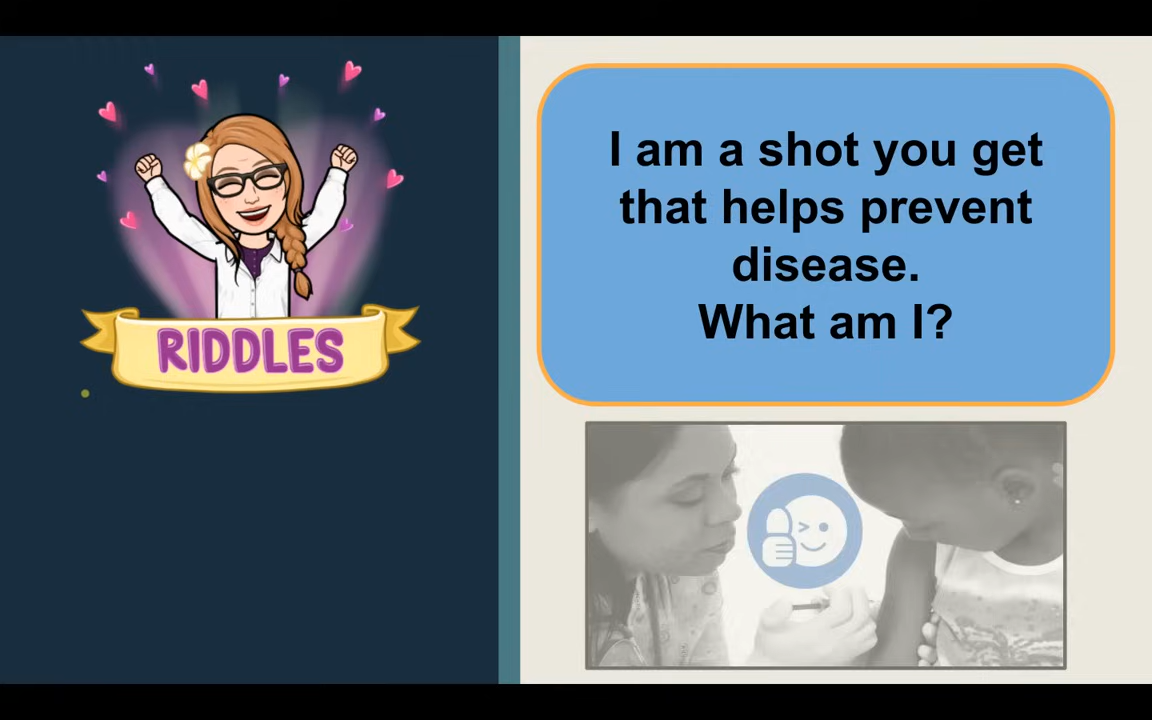 RIDDLES
I am a shot you get
that helps prevent
disease.
What am I?